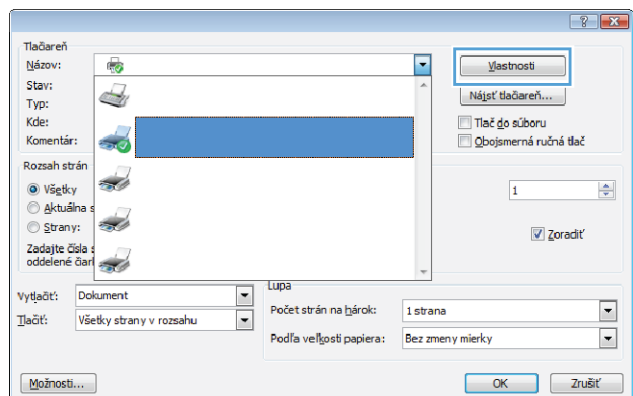 Tlačiareň
Názov:
Vlastnosti
Stav:
Nájsť tlačiareň...
Typ:
Kde:
Tlač do súboru
Komentár:
Obojsmerná ručná tlač
Rozsah strán
Všetky
1
Aktuálna s
Strany:
Zoradiť
Zadajte čísla s
oddelené čiarl
Vytlačiť: Dokument
Lupa
Tlačiť: Všetky strany v rozsahu
Počet strán na hárok: 1 strana
Podľa veľkosti papiera: Bez zmeny mierky
Možnosti...
OK
Zrušiť